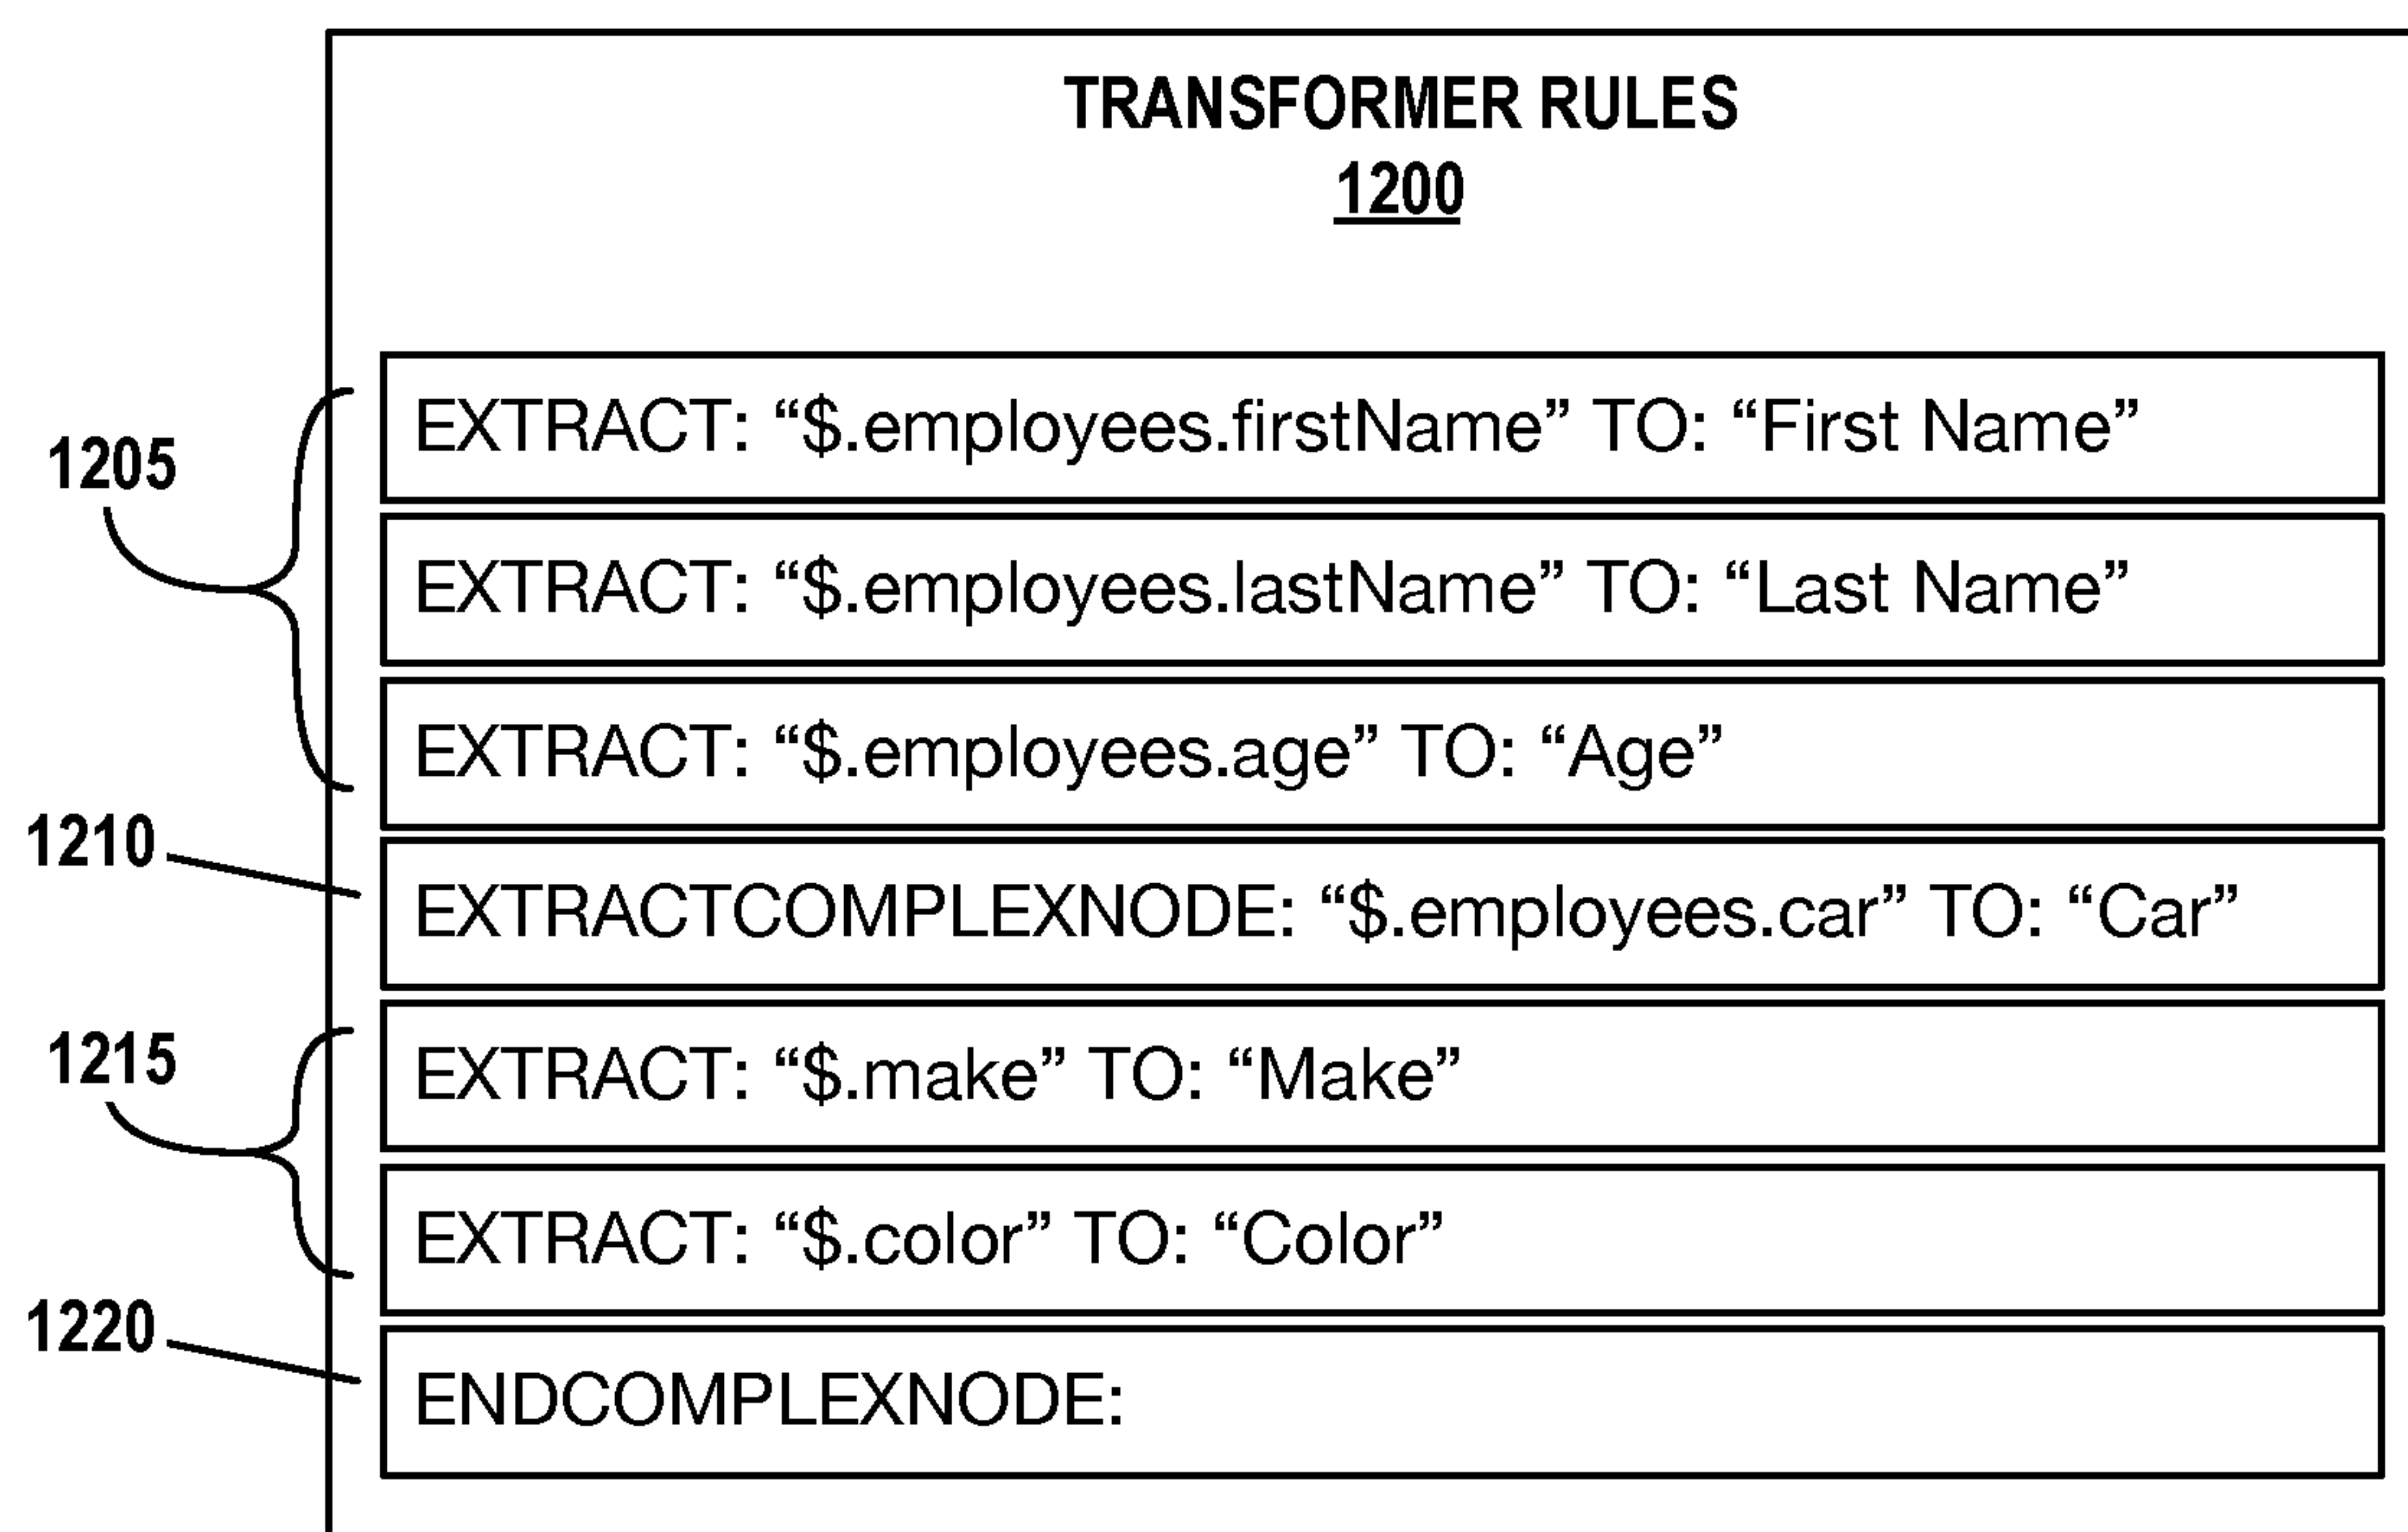 TRANSFORMER RULES
1200
1205
EXTRACT: “$.employees.firstName” TO: “First Name”
EXTRACT: “$.employees.lastName” TO: “Last Name”
EXTRACT: “$.employees.age” TO: “Age”
1210
EXTRACTCOMPLEXNODE: “$.employees.car” TO: “Car”
1215
EXTRACT: “$.make” TO: “Make”
EXTRACT: “$.color” TO: “Color”
1220
ENDCOMPLEXNODE: